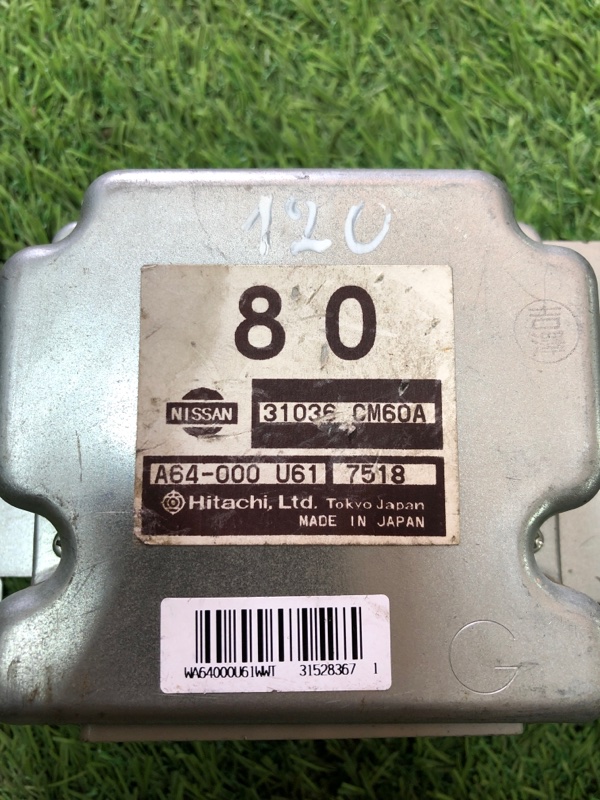 120
80
NISSAN 31036 CM60A
A64-000 U61 7518
Hitachi, Ltd. Tokyo Japan
MADE IN JAPAN
WA64000U61WWT 31528367 1
G